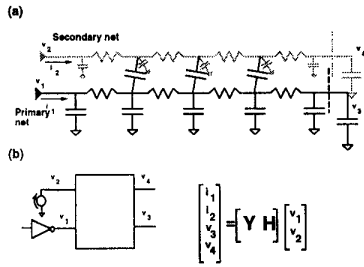 (a)
v2
Secondary net
v4
i2
v1
Primary
i1
net
v3
(b)
v2
v4
v1
v3
i1
i2
v3
v4
= [ Y H ]
v1
v2